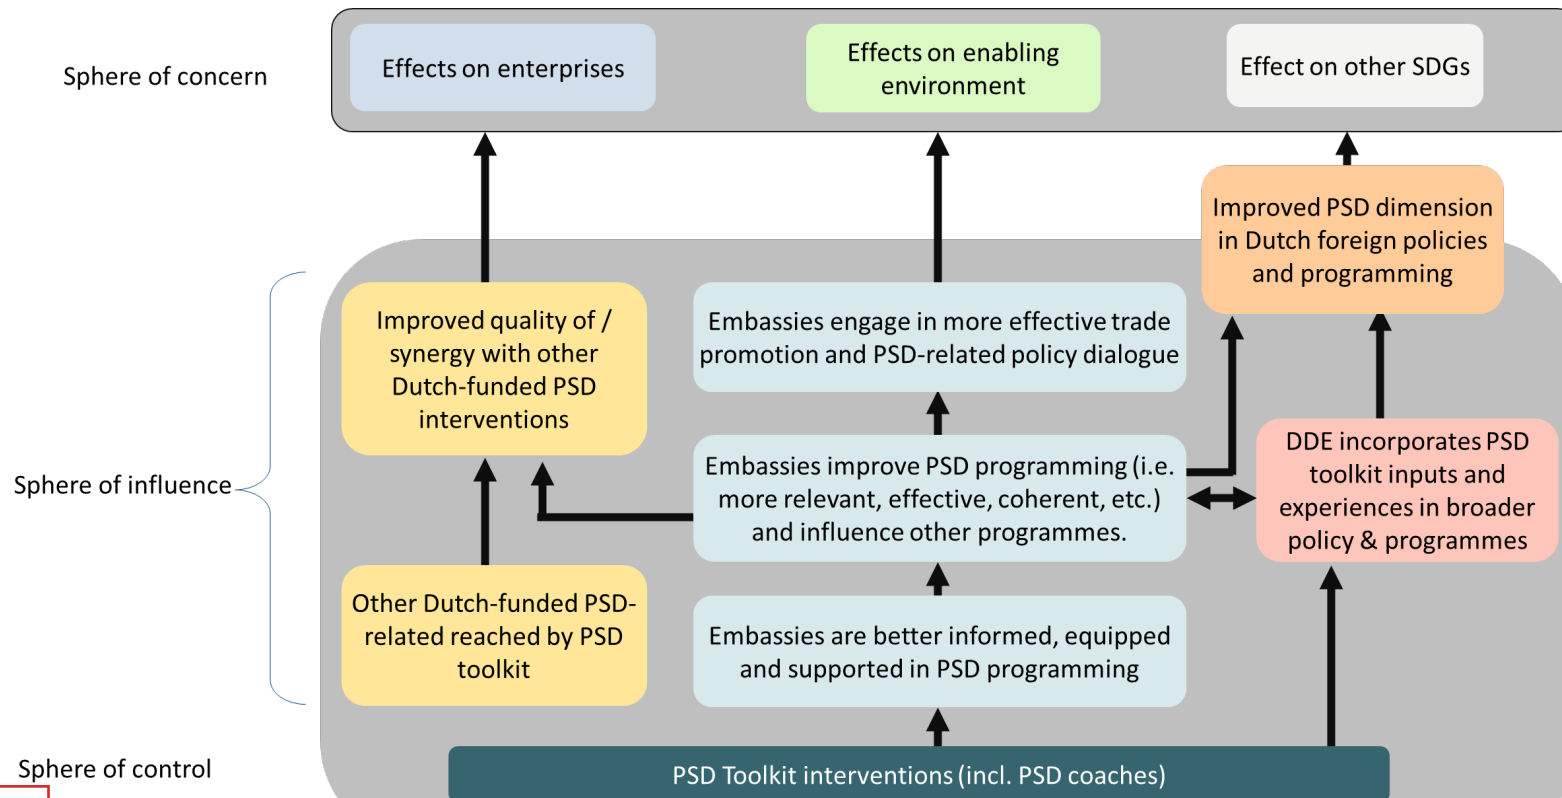 Sphere of concern
Effects on enterprises
Effects on enabling
environment
Effect on other SDGs
Improved PSD dimension
in Dutch foreign policies
and programming
Sphere of influence
Improved quality of /
synergy with other
Dutch-funded PSD
interventions
Embassies engage in more effective trade
promotion and PSD-related policy dialogue
Embassies improve PSD programming (i.e.
more relevant, effective, coherent, etc.)
and influence other programmes.
DDE incorporates PSD
toolkit inputs and
experiences in broader
policy & programmes
Other Dutch-funded PSD-
related reached by PSD
toolkit
Embassies are better informed, equipped
and supported in PSD programming
Sphere of control
PSD Toolkit interventions (incl. PSD coaches)